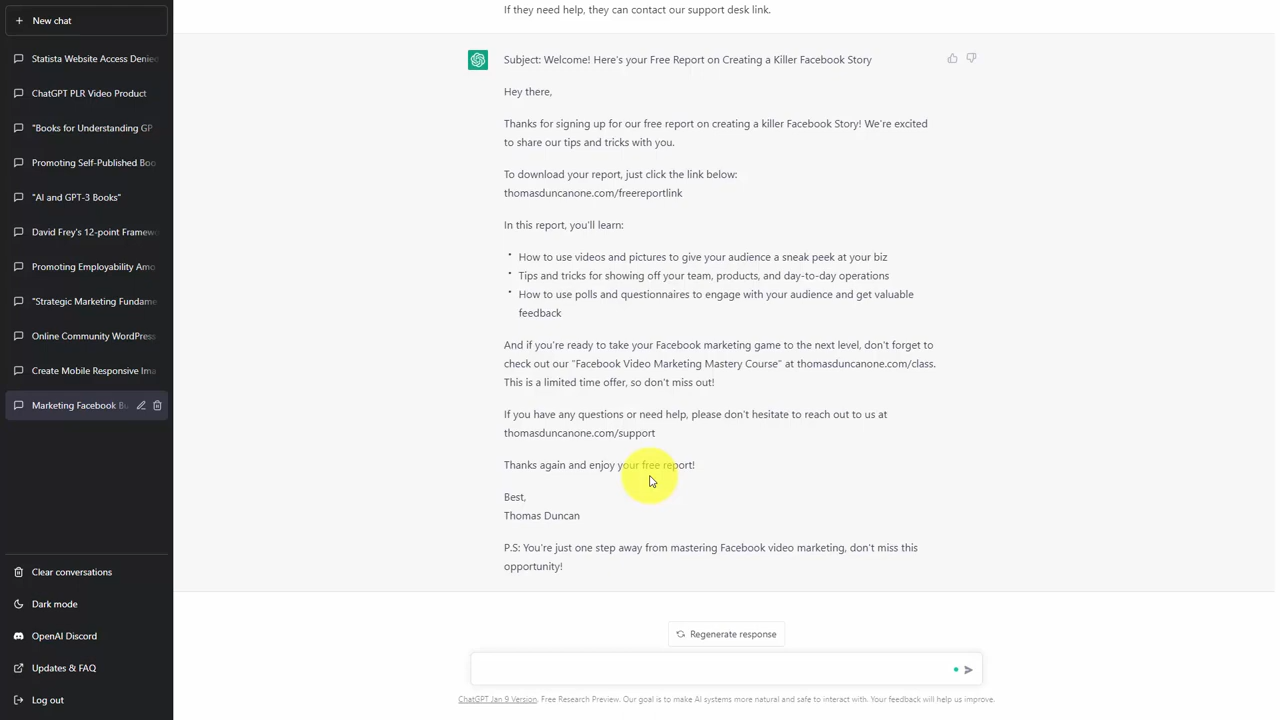 New chat
Statista Website Access Denied
ChatGPT PLR Video Product
"Books for Understanding GP
Promoting Self-Published Boo
"AI and GPT-3 Books"
David Frey's 12-point Framew
Promoting Employability Amo
"Strategic Marketing Fundame
Online Community WordPress
Create Mobile Responsive Ima
Marketing Facebook Bu
Clear conversations
Dark mode
OpenAI Discord
Updates & FAQ
Log out
If they need help, they can contact our support desk link.
Subject: Welcome! Here's your Free Report on Creating a Killer Facebook Story
Hey there,
Thanks for signing up for our free report on creating a killer Facebook Story! We're excited
to share our tips and tricks with you.
To download your report, just click the link below:
thomasduncanone.com/freereportlink
In this report, you'll learn:
• How to use videos and pictures to give your audience a sneak peek at your biz
• Tips and tricks for showing off your team, products, and day-to-day operations
• How to use polls and questionnaires to engage with your audience and get valuable
feedback
And if you're ready to take your Facebook marketing game to the next level, don't forget to
check out our "Facebook Video Marketing Mastery Course" at thomasduncanone.com/class.
This is a limited time offer, so don't miss out!
If you have any questions or need help, please don't hesitate to reach out to us at
thomasduncanone.com/support
Thanks again and enjoy your free report!
Best,
Thomas Duncan
P.S: You're just one step away from mastering Facebook video marketing, don't miss this
opportunity!
Regenerate response
ChatGPT Jan 9 Version. Free Research Preview. Our goal is to make AI systems more natural and safe to interact with. Your feedback will help us improve.